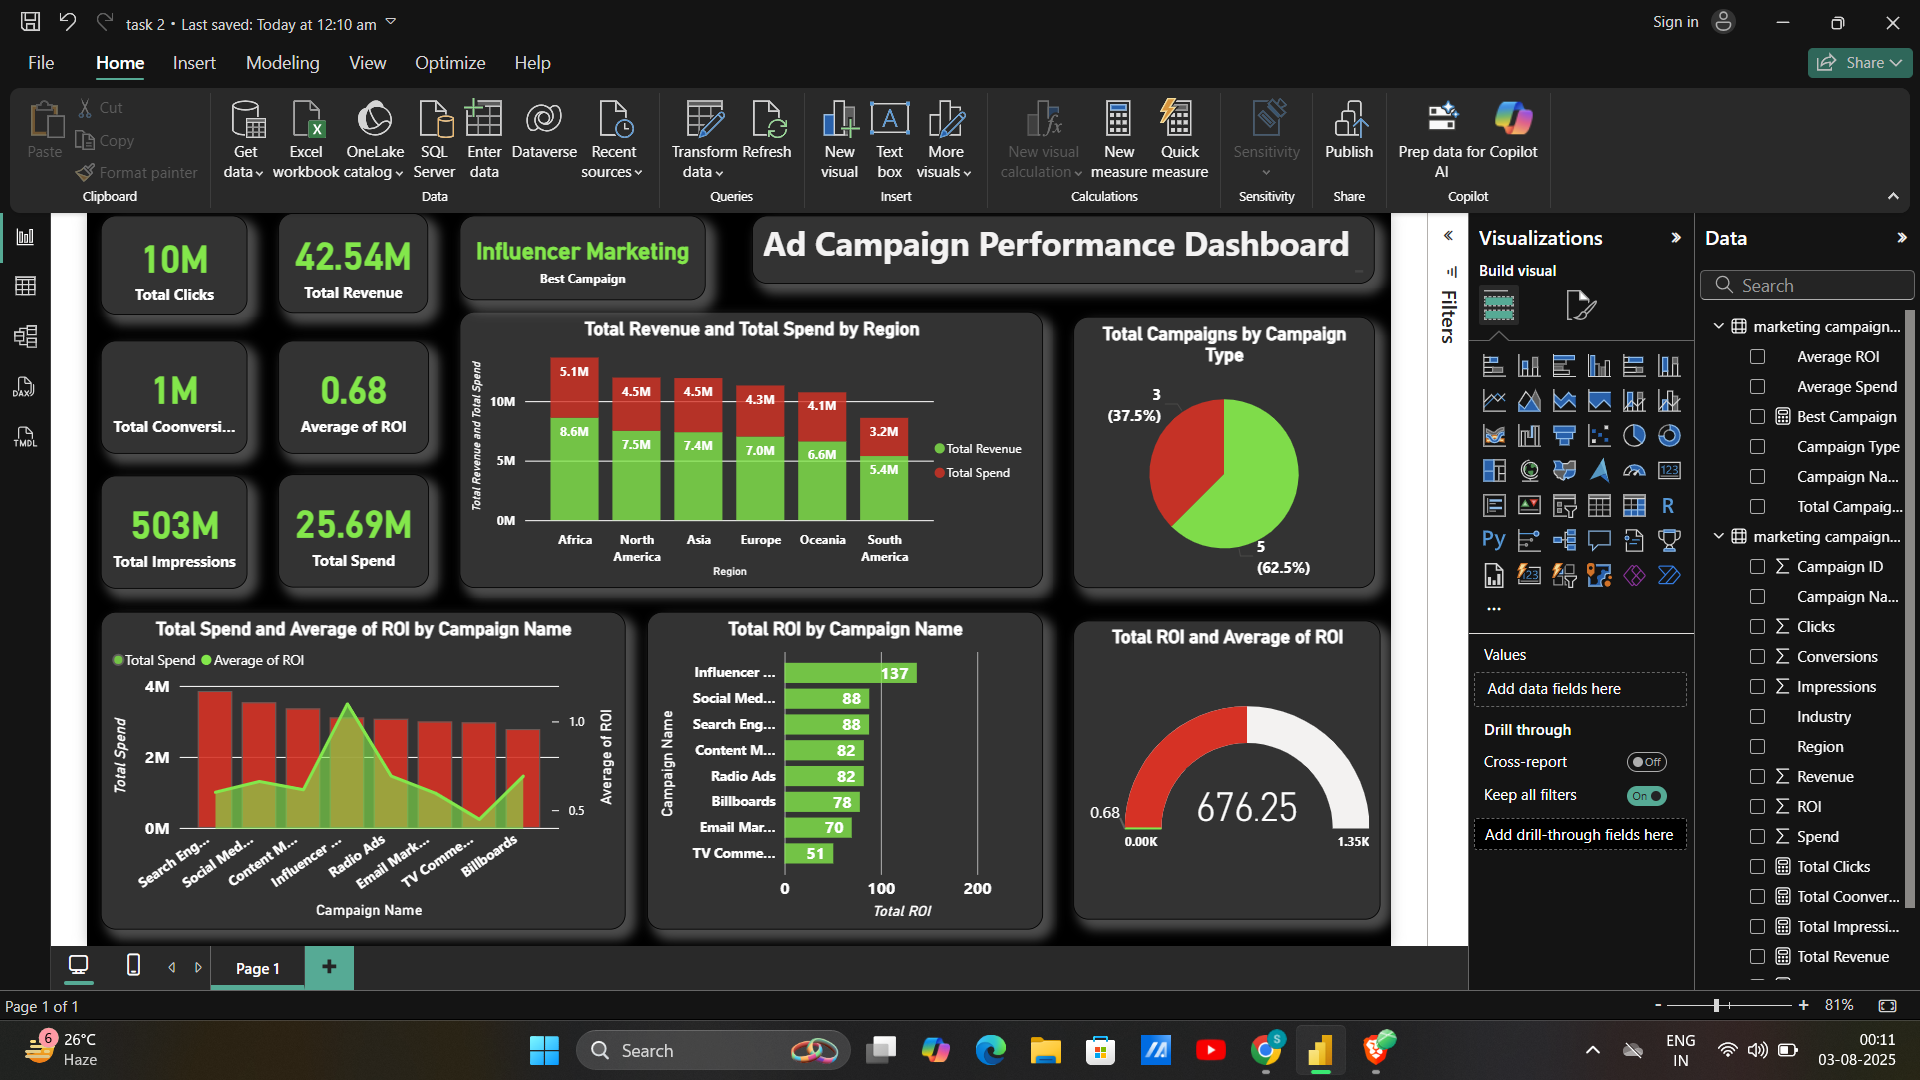 task 2 • Last saved: Today at 12:10 am
Sign in
File
Home
Insert
Modeling
View
Optimize
Help
Share
Paste
Cut
Copy
Format painter
Clipboard
Get data
Excel workbook
OneLake catalog
SQL Server
Enter data
Dataverse
Recent sources
Data
Transform data
Refresh
Queries
New visual
Text box
More visuals
Insert
New visual calculation
New measure
Quick measure
Calculations
Sensitivity
Sensitivity
Publish
Share
Prep data for AI
Copilot
Copilot
10M
Total Clicks
42.54M
Total Revenue
Influencer Marketing
Best Campaign
Ad Campaign Performance Dashboard
1M
Total Coonversi...
0.68
Average of ROI
503M
Total Impressions
25.69M
Total Spend
Total Revenue and Total Spend by Region
Total Revenue and Total Spend
10M
5M
0M
5.1M
4.5M
4.5M
4.3M
4.1M
3.2M
8.6M
7.5M
7.4M
7.0M
6.6M
5.4M
Africa
North America
Asia
Europe
Oceania
South America
Region
Total Revenue
Total Spend
Total Campaigns by Campaign Type
3
(37.5%)
5
(62.5%)
Total Spend and Average of ROI by Campaign Name
Total Spend
Average of ROI
Total Spend
4M
2M
0M
1.0
0.5
Average of ROI
Search Eng...
Social Med...
Content M...
Influencer ...
Radio Ads
Email Mark...
TV Comme...
Billboards
Campaign Name
Total ROI by Campaign Name
Campaign Name
Influencer ...
137
Social Med...
88
Search Eng...
88
Content M...
82
Radio Ads
82
Billboards
78
Email Mar...
70
TV Comme...
51
0
100
200
Total ROI
Total ROI and Average of ROI
0.68
676.25
0.00K
1.35K
Filters
Visualizations
Build visual
123
R
Py
123
...
Values
Add data fields here
Drill through
Cross-report
Off
Keep all filters
On
Add drill-through fields here
Data
Search
marketing campaign...
Average ROI
Average Spend
Best Campaign
Campaign Type
Campaign Na...
Total Campaig...
marketing campaign...
Campaign ID
Campaign Na...
Clicks
Conversions
Impressions
Industry
Region
Revenue
ROI
Spend
Total Clicks
Total Coonver...
Total Impressi...
Total Revenue
DAX
TMDL
Page 1
Page 1 of 1
- + 81%
6
26°C
Haze
Search
S
ENG
IN
00:11
03-08-2025